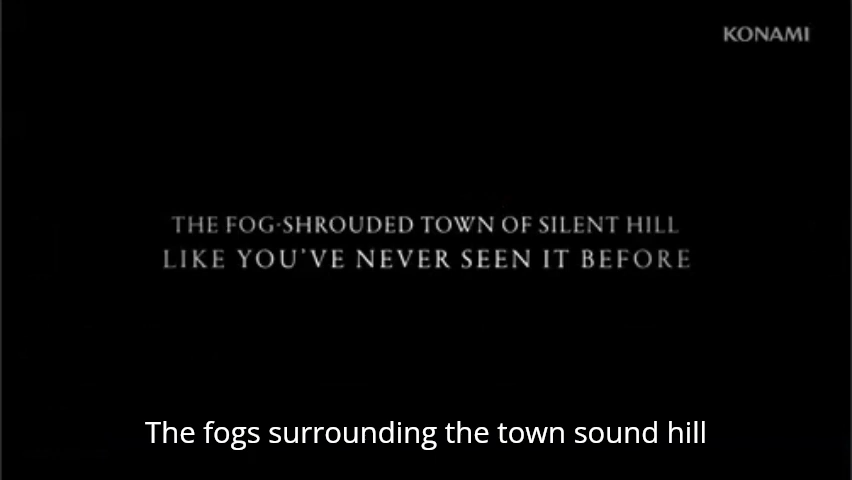 KONAMI
THE FOG-SHROUDED TOWN OF SILENT HILL
LIKE YOU'VE NEVER SEEN IT BEFORE
The fogs surrounding the town sound hill